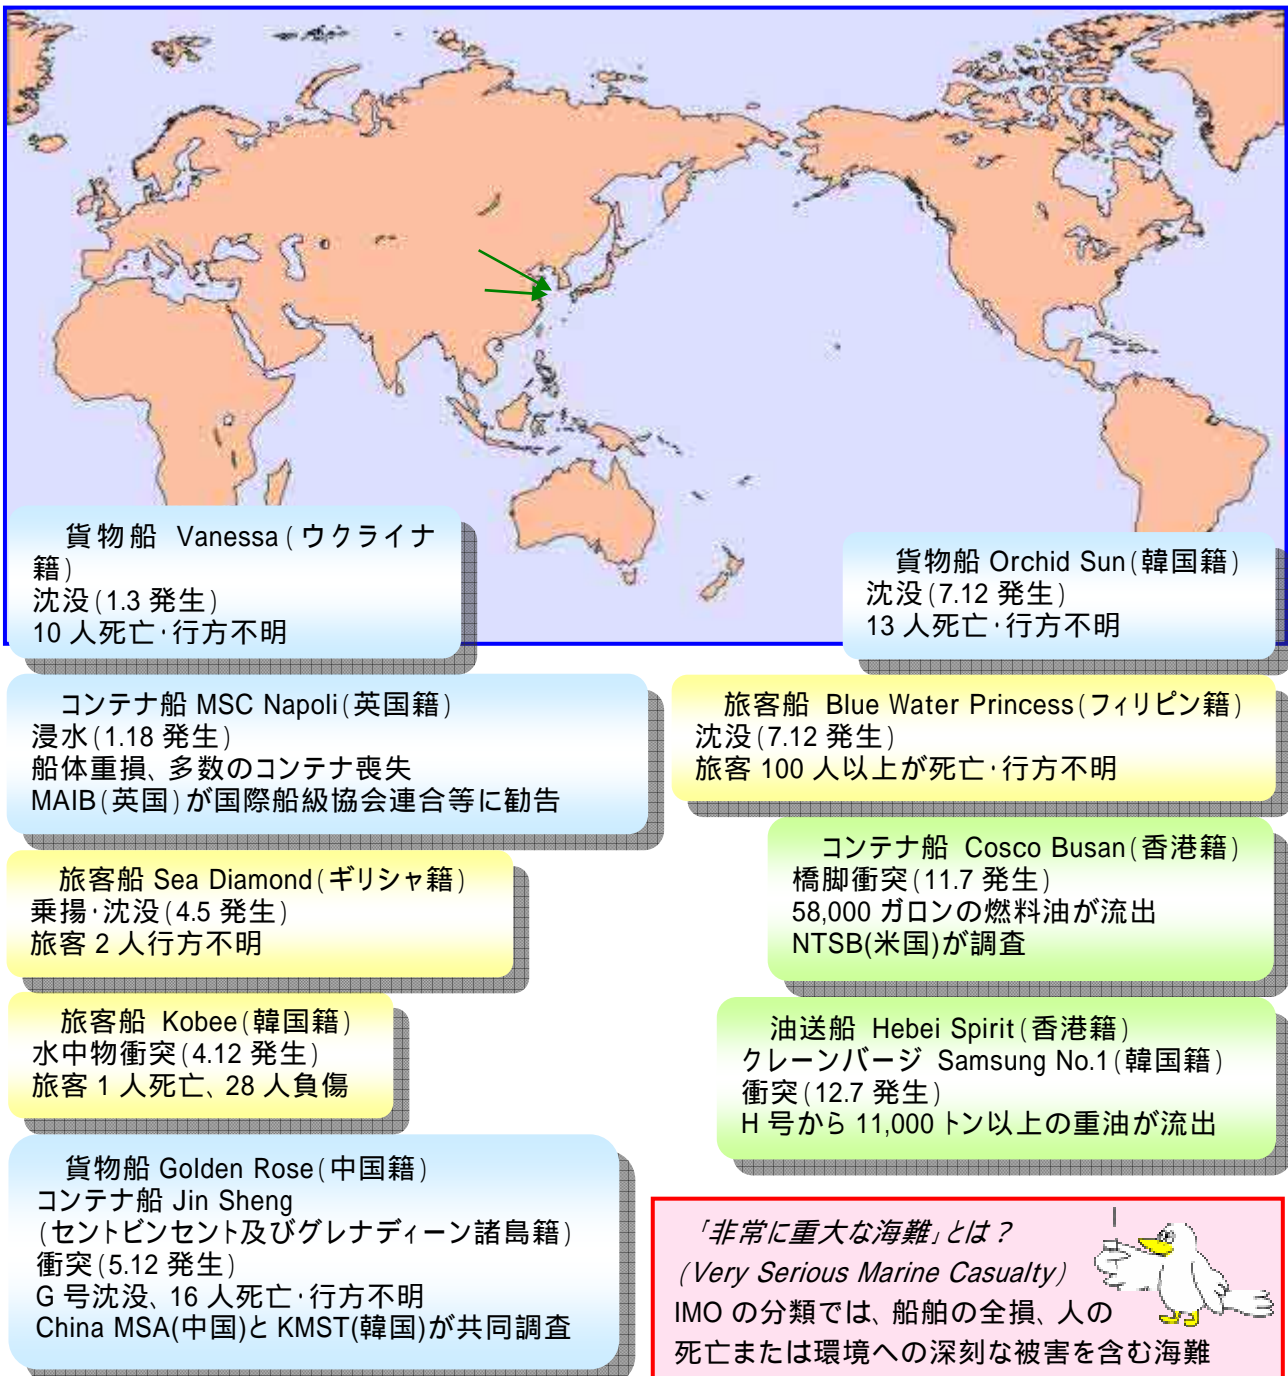 貨物船 Vanessa(ウクライナ
籍)
沈没(1.3 発生)
10 人死亡・行方不明
貨物船 Orchid Sun(韓国籍)
沈没(7.12 発生)
13 人死亡・行方不明
コンテナ船 MSC Napoli(英国籍)
浸水(1.18 発生)
船体重損、多数のコンテナ喪失
MAIB(英国)が国際船級協会連合等に勧告
旅客船 Blue Water Princess(フィリピン籍)
沈没(7.12 発生)
旅客 100 人以上が死亡・行方不明
旅客船 Sea Diamond(ギリシャ籍)
乗揚・沈没(4.5 発生)
旅客 2 人行方不明
コンテナ船 Cosco Busan(香港籍)
橋脚衝突(11.7 発生)
58,000 ガロンの燃料油が流出
NTSB(米国)が調査
旅客船 Kobee(韓国籍)
水中物衝突(4.12 発生)
旅客 1 人死亡、28 人負傷
油送船 Hebei Spirit(香港籍)
クレーンバージ Samsung No.1(韓国籍)
衝突(12.7 発生)
H 号から 11,000 トン以上の重油が流出
貨物船 Golden Rose(中国籍)
コンテナ船 Jin Sheng
(セントビンセント及びグレナディーン諸島籍)
衝突(5.12 発生)
G 号沈没、16 人死亡・行方不明
China MSA(中国)と KMST(韓国)が共同調査
「非常に重大な海難」とは?
(Very Serious Marine Casualty)
IMO の分類では、船舶の全損、人の
死亡または環境への深刻な被害を含む海難